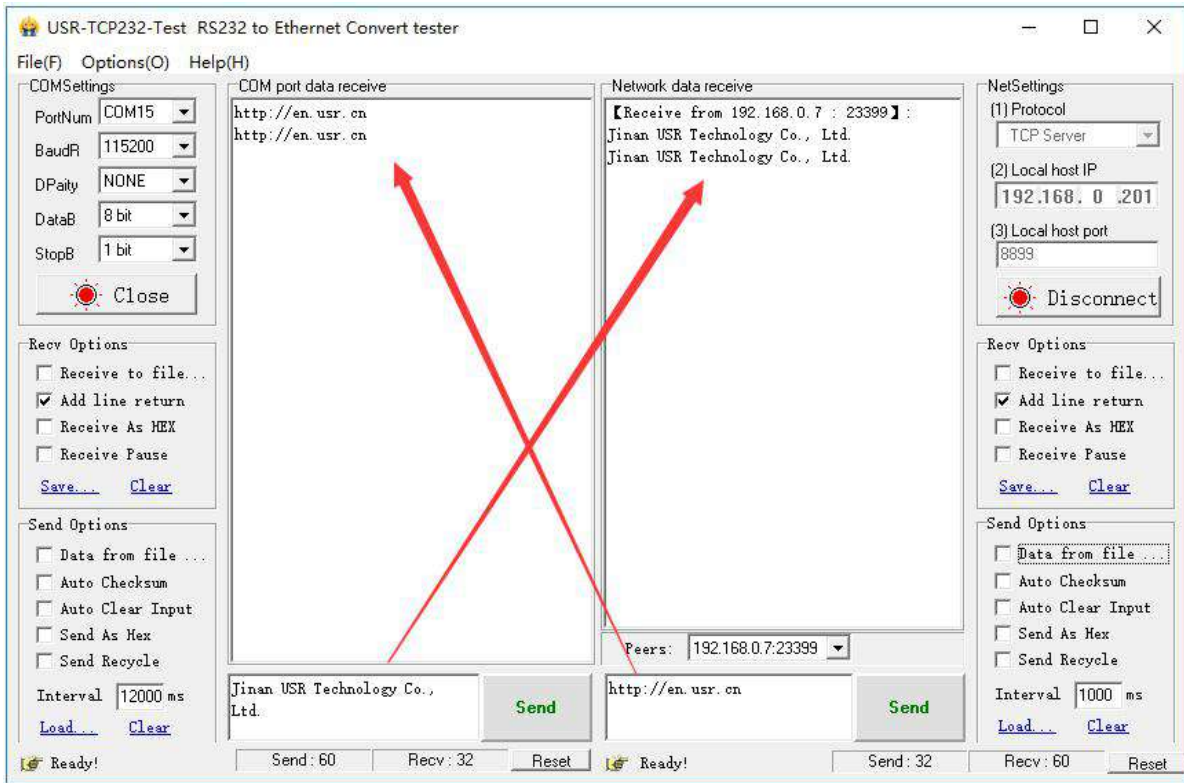 USR-TCP232-Test RS232 to Ethernet Convert tester
File(F) Options(O) Help(H)
COMSettings
PortNum COM15
BaudR 115200
DPaity NONE
DataB 8 bit
StopB 1 bit
Close
Recv Options
Receive to file...
Add line return
Receive As HEX
Receive Pause
Save... Clear
Send Options
Data from file ...
Auto Checksum
Auto Clear Input
Send As Hex
Send Recycle
Interval 12000 ms
Load... Clear
Ready!
COM port data receive
http://en.usr.cn
http://en.usr.cn
Jinan USR Technology Co.,
Ltd.
Send
Send : 60 Recv : 32 Reset
Network data receive
【Receive from 192.168.0.7 : 23399】:
Jinan USR Technology Co., Ltd.
Jinan USR Technology Co., Ltd.
Peers: 192.168.0.7:23399
http://en.usr.cn
Send
Ready!
Send : 32 Recv : 60 Reset
NetSettings
(1) Protocol
TCP Server
(2) Local host IP
192.168. 0 .201
(3) Local host port
8899
Disconnect
Recv Options
Receive to file...
Add line return
Receive As HEX
Receive Pause
Save... Clear
Send Options
Data from file ...
Auto Checksum
Auto Clear Input
Send As Hex
Send Recycle
Interval 1000 ms
Load... Clear